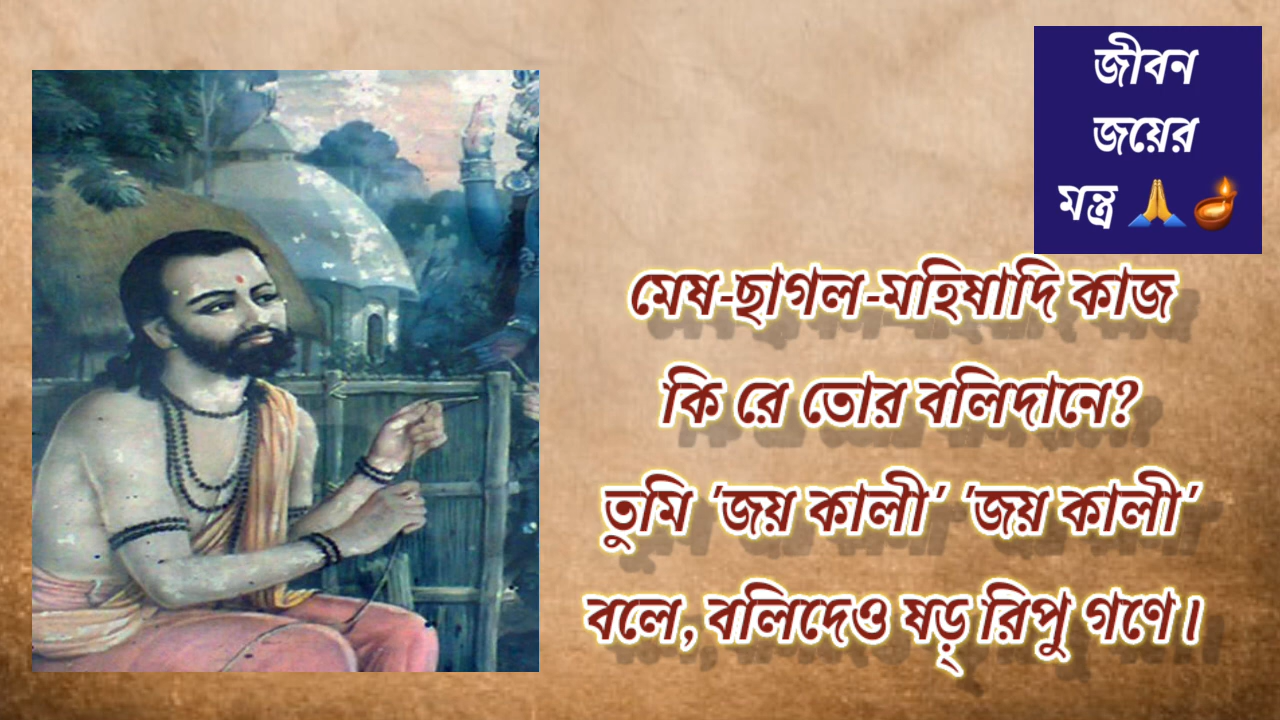 জীবন
জয়ের
মন্ত্র 🙏🪔
মেষ-ছাগল-মহিষাদি কাজ
কি রে তোর বলিদানে?
তুমি 'জয় কালী' 'জয় কালী'
বলে, বলিদেও ষড়্ রিপু গণে।